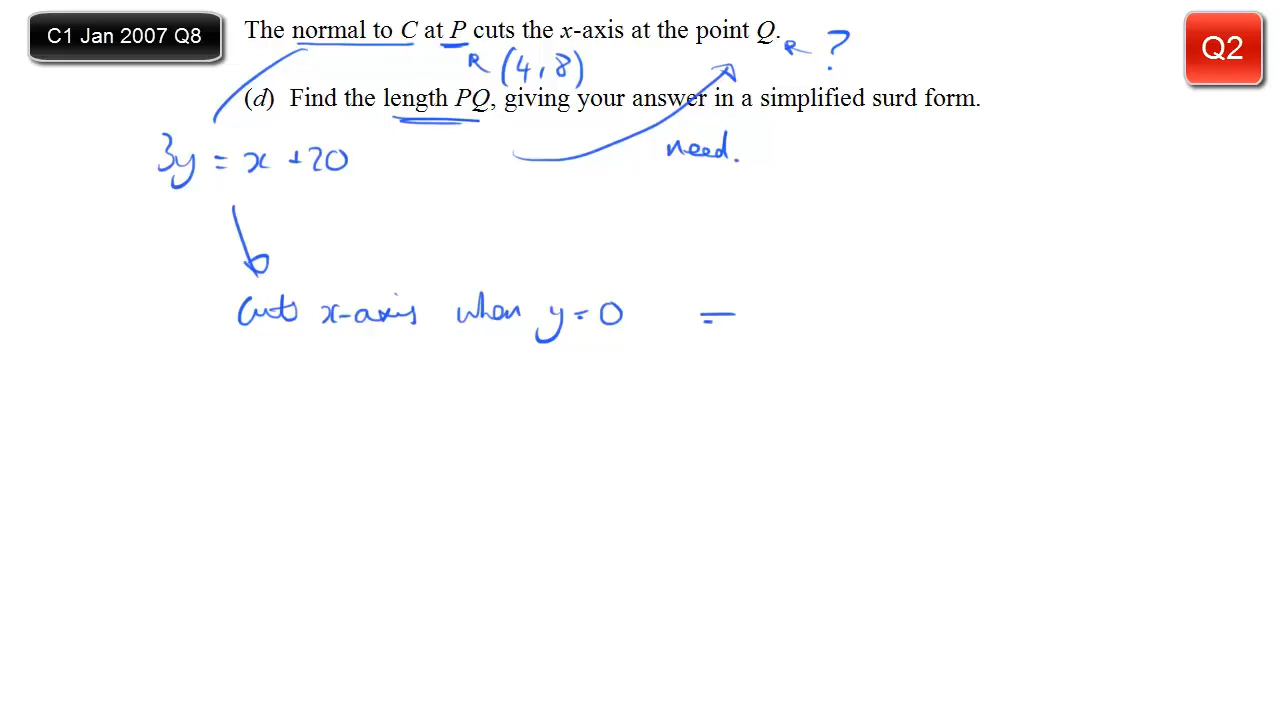 C1 Jan 2007 Q8
The normal to C at P cuts the x-axis at the point Q.
Q2
(4, 8)
?
(d) Find the length PQ, giving your answer in a simplified surd form.
need.
3y = x + 20
Cuts x-axis when y = 0 =